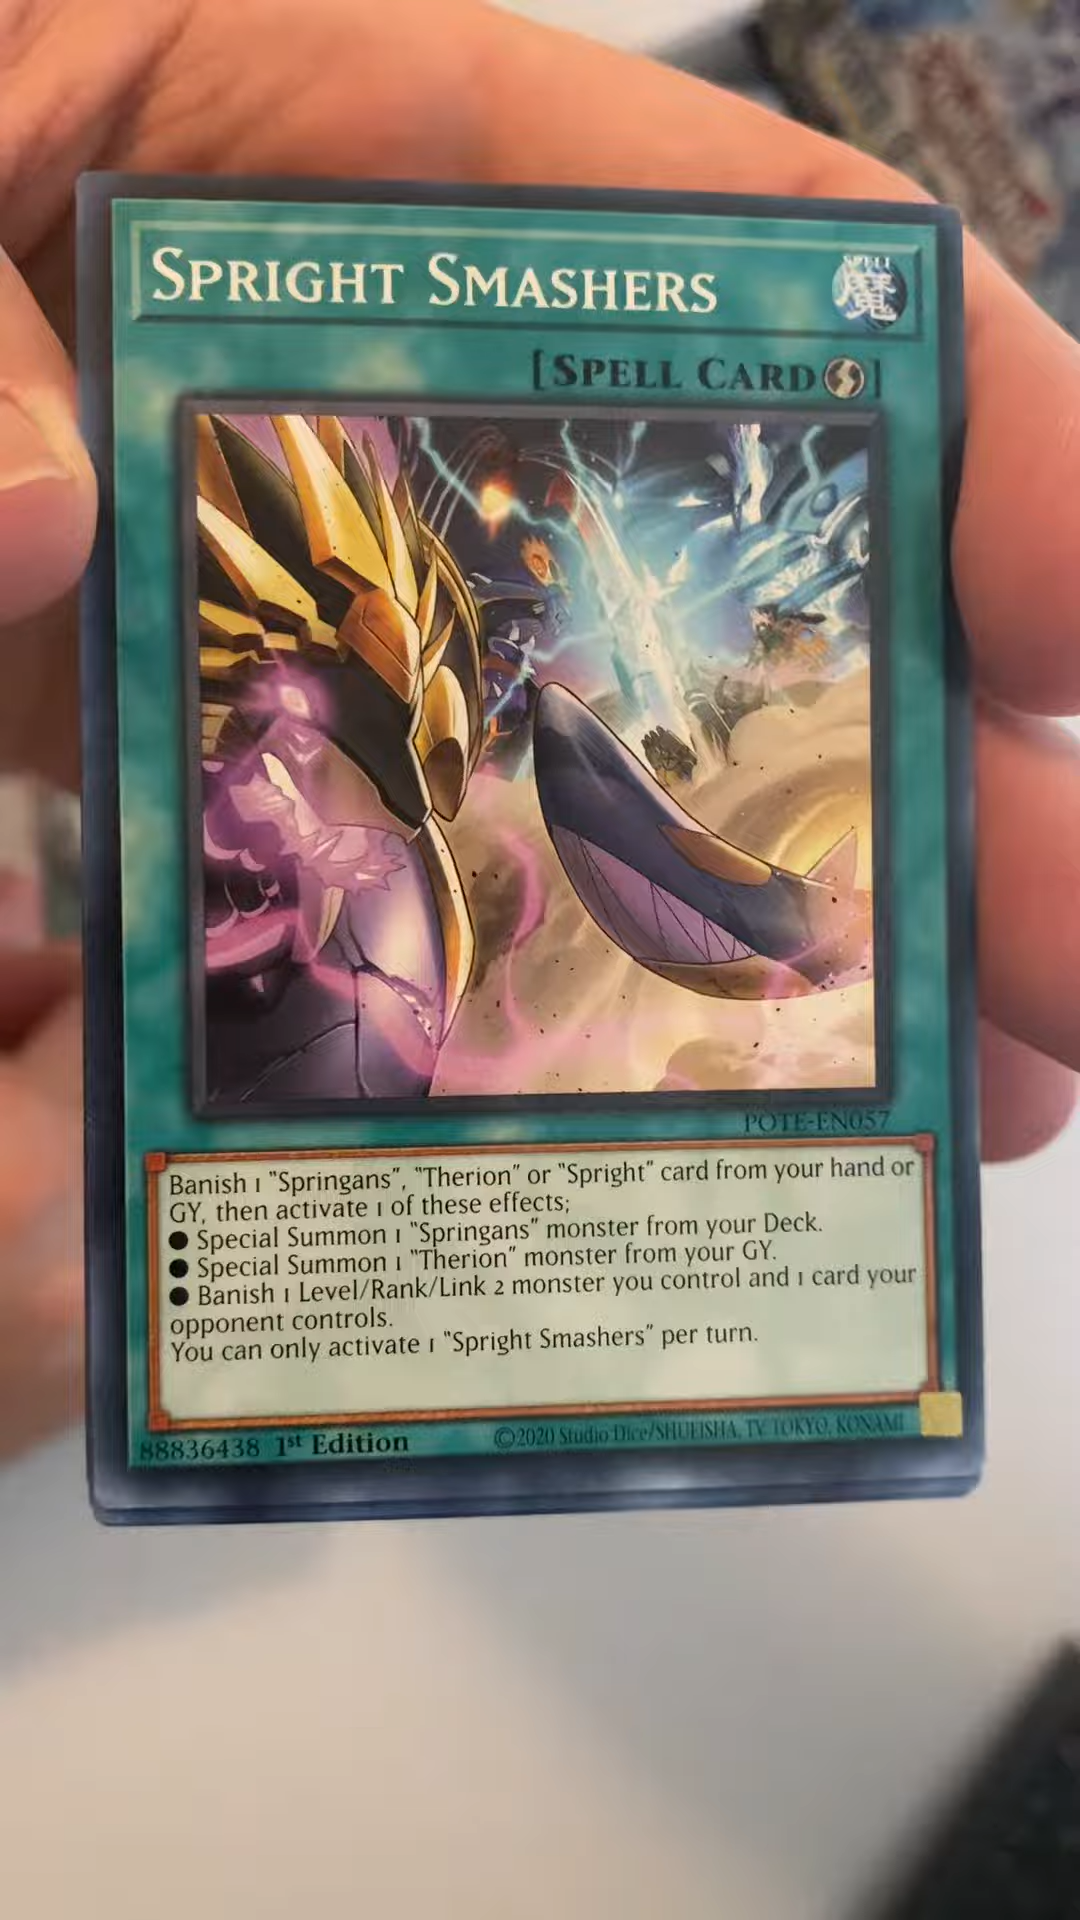 SPRIGHT SMASHERS
SPELL
魔
[SPELL CARD]
POTE-EN057
Banish 1 "Springans", "Therion" or "Spright" card from your hand or
GY, then activate 1 of these effects;
● Special Summon 1 "Springans" monster from your Deck.
● Special Summon 1 "Therion" monster from your GY.
● Banish 1 Level/Rank/Link 2 monster you control and 1 card your
opponent controls.
You can only activate 1 "Spright Smashers" per turn.
88836438 1st Edition ©2020 Studio Dice/SHUEISHA, TV TOKYO, KONAMI